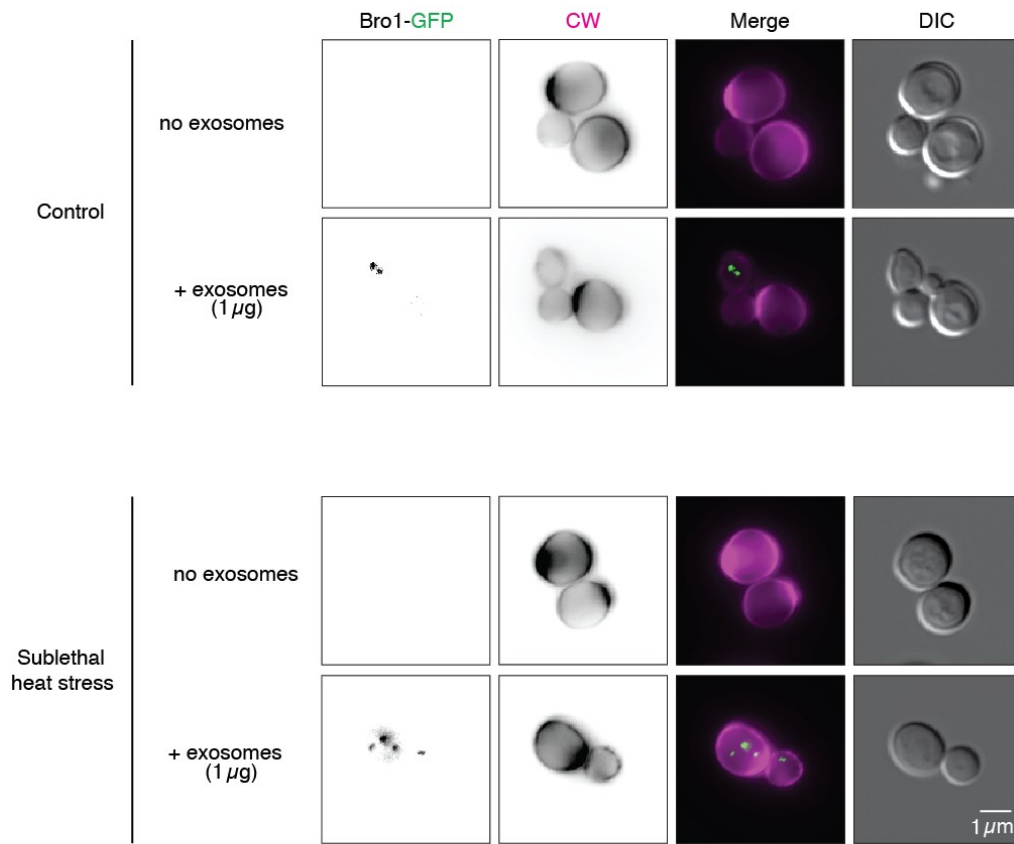 Bro1-GFP CW Merge DIC
no exosomes
Control
+ exosomes
(1 µg)
no exosomes
Sublethal
heat stress
+ exosomes
(1 µg)
1 µm